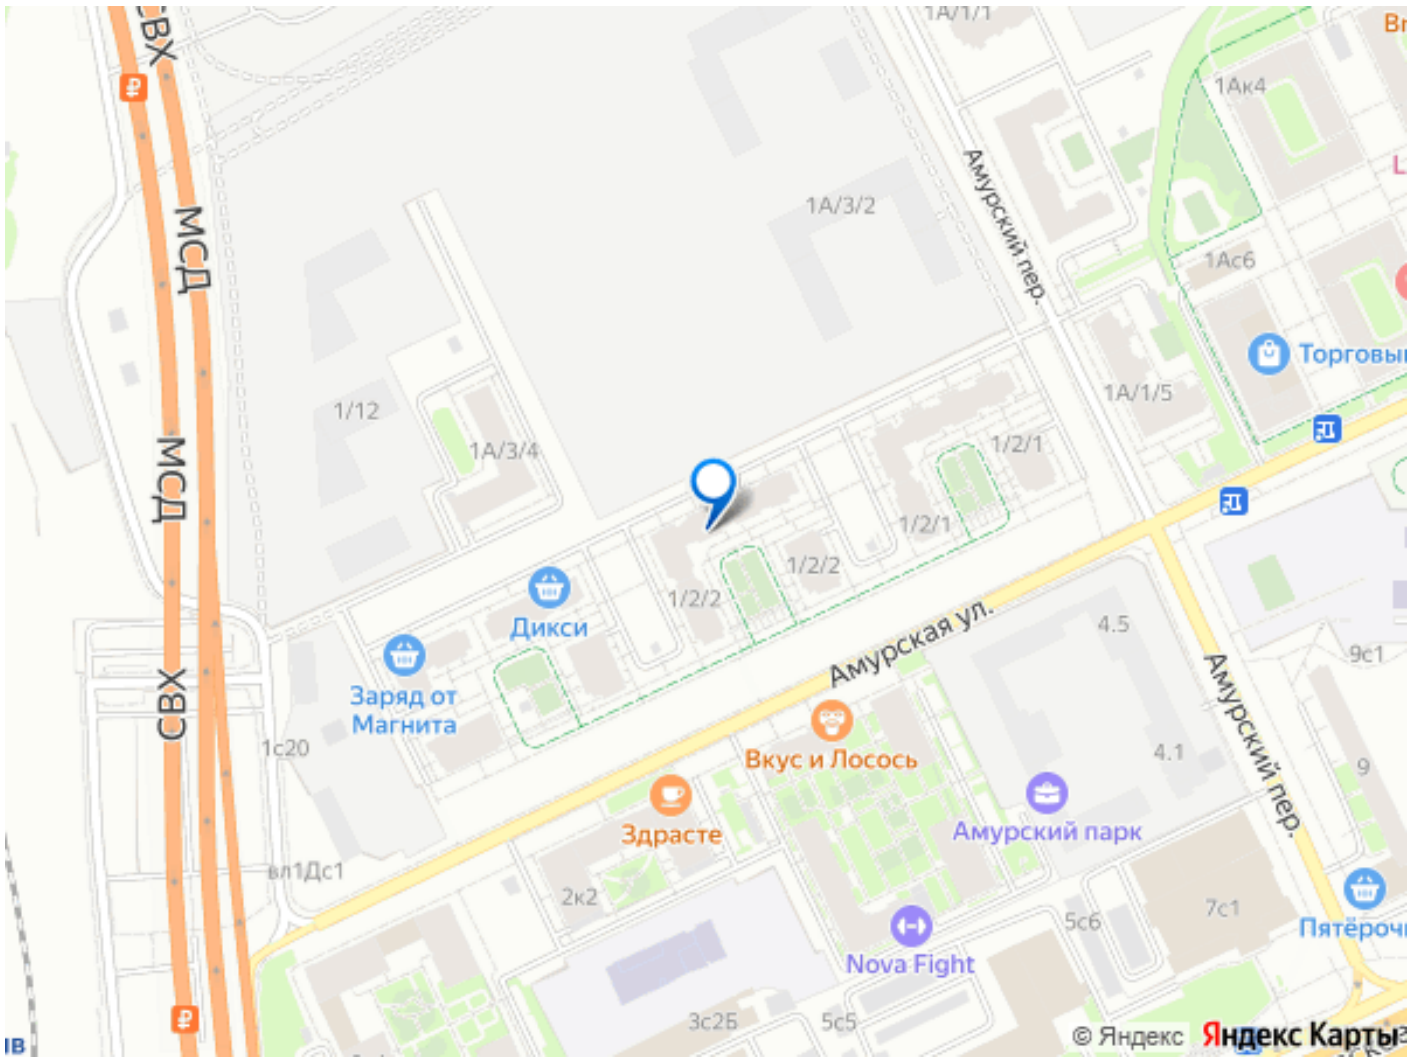 СВХ
1А/1/1
1Ак4
Амурский пер.
МСД
1А/3/2
1Ас6
Торговы
1А/1/5
1/12
1А/3/4
МСД
1/2/1
1/2/1
1/2/2
1/2/2
Дикси
Амурская ул.
4.5
9с1
Заряд от
Магнита
СВХ
1с20
Вкус и Лосось
4.1
Амурский пер.
9
Здрасте
Амурский парк
вл1Дс1
2к2
5с6
7с1
Пятёроч
Nova Fight
3с2Б
5с5
© Яндекс
Яндекс Карты